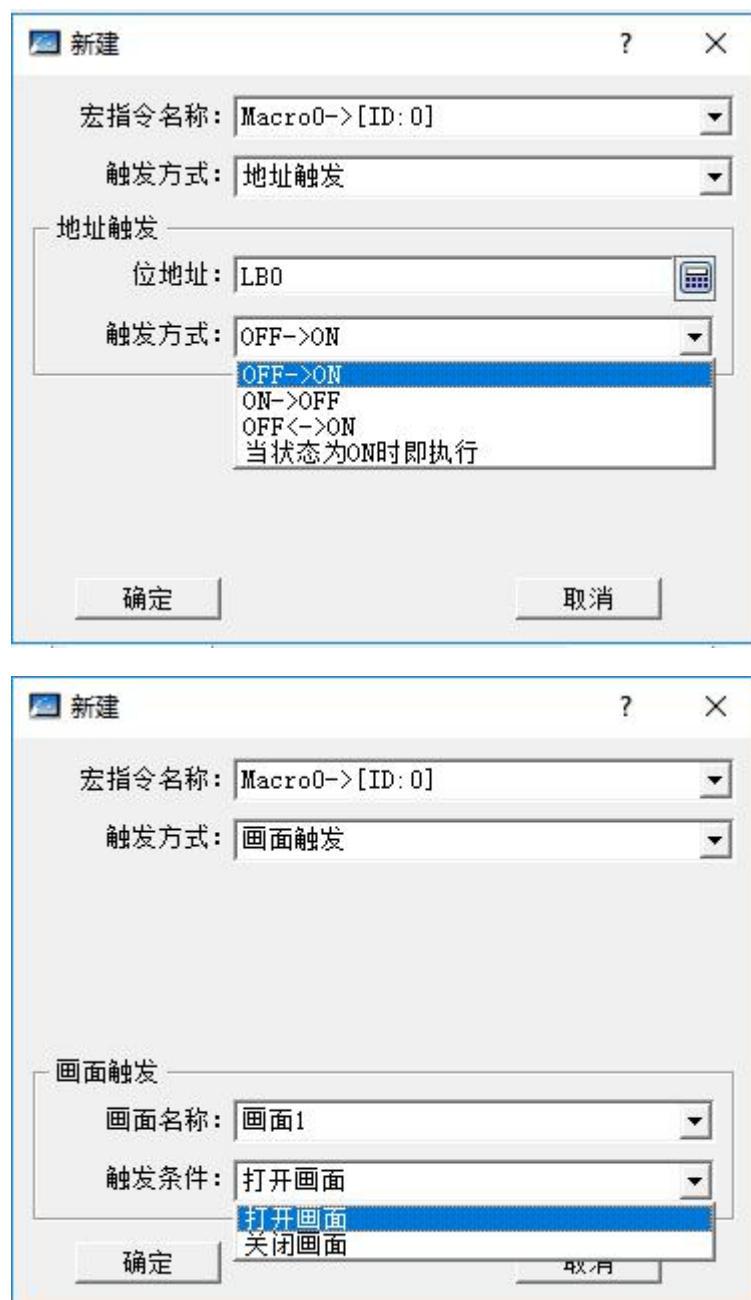 新建 ? ×
宏指令名称: Macro0->[ID:0]
触发方式: 地址触发
地址触发
位地址: LB0
触发方式: OFF->ON
OFF->ON
ON->OFF
OFF<->ON
当状态为ON时即执行
确定 取消
新建 ? ×
宏指令名称: Macro0->[ID:0]
触发方式: 画面触发
画面触发
画面名称: 画面1
触发条件: 打开画面
打开画面
关闭画面
确定 取消